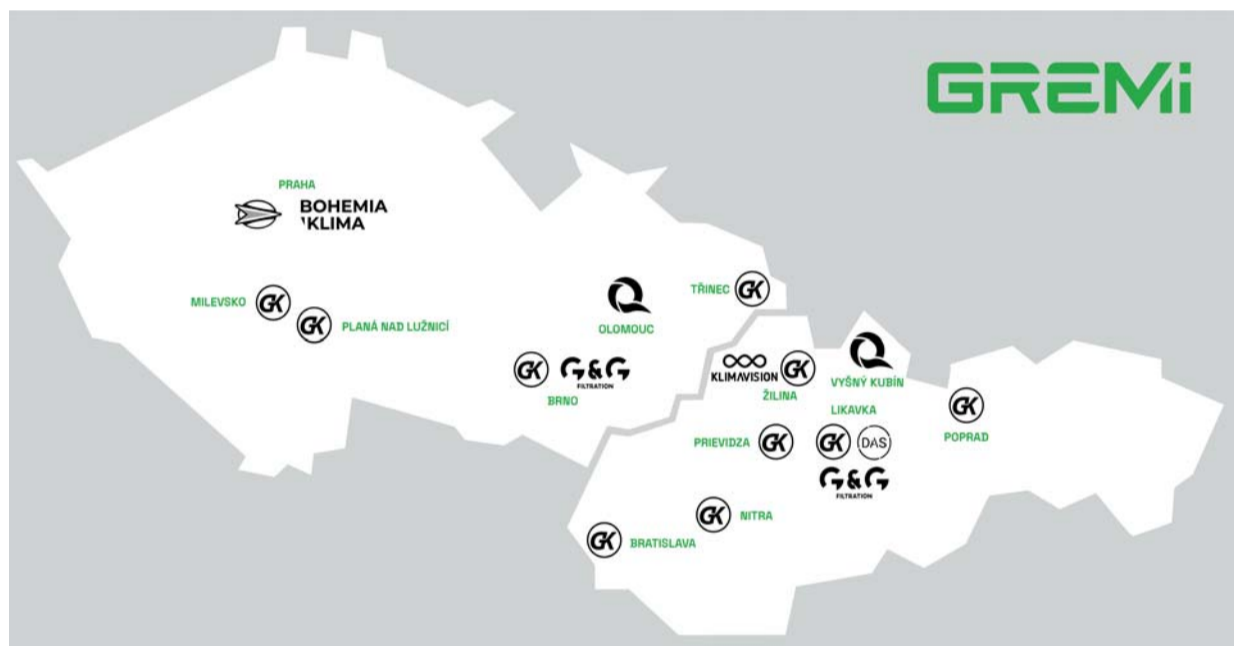 GREMi
PRAHA
BOHEMIA
KLIMA
MILEVSKO
GK
GK
PLANÁ NAD LUŽNICÍ
OLOMOUC
TŘINEC
GK
GK
G&G
FILTRATION
BRNO
KLIMAVISION
GK
ŽILINA
VYŠNÝ KUBÍN
LIKAVKA
GK
DAS
G&G
FILTRATION
PRIEVIDZA
GK
GK
POPRAD
GK
NITRA
GK
BRATISLAVA